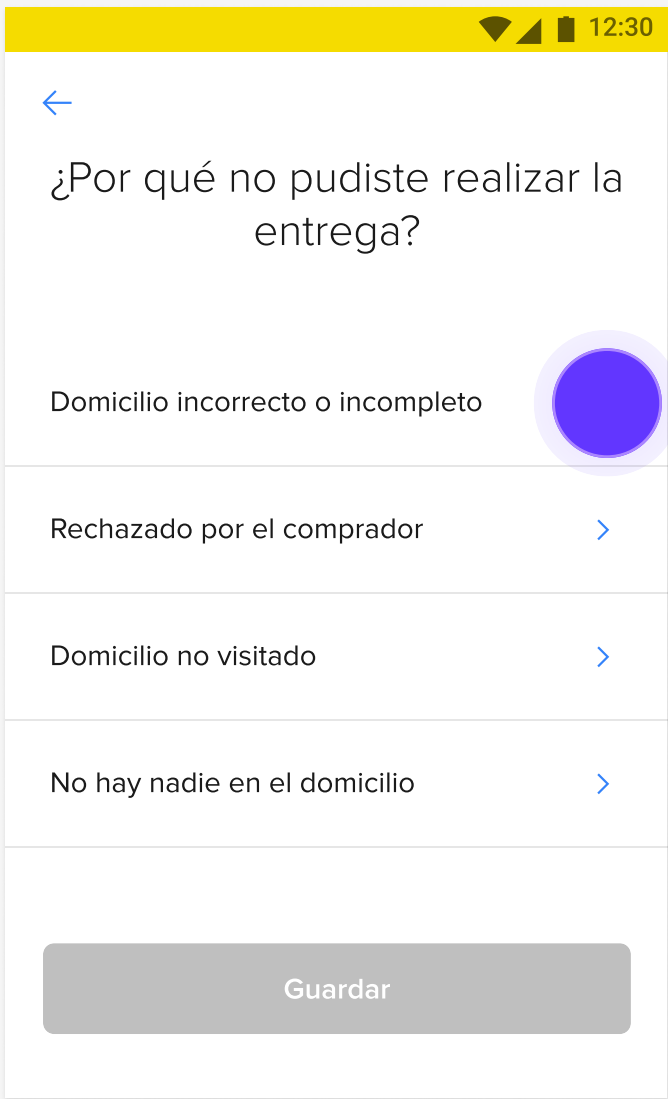 12:30
¿Por qué no pudiste realizar la
entrega?
Domicilio incorrecto o incompleto
Rechazado por el comprador
Domicilio no visitado
No hay nadie en el domicilio
Guardar